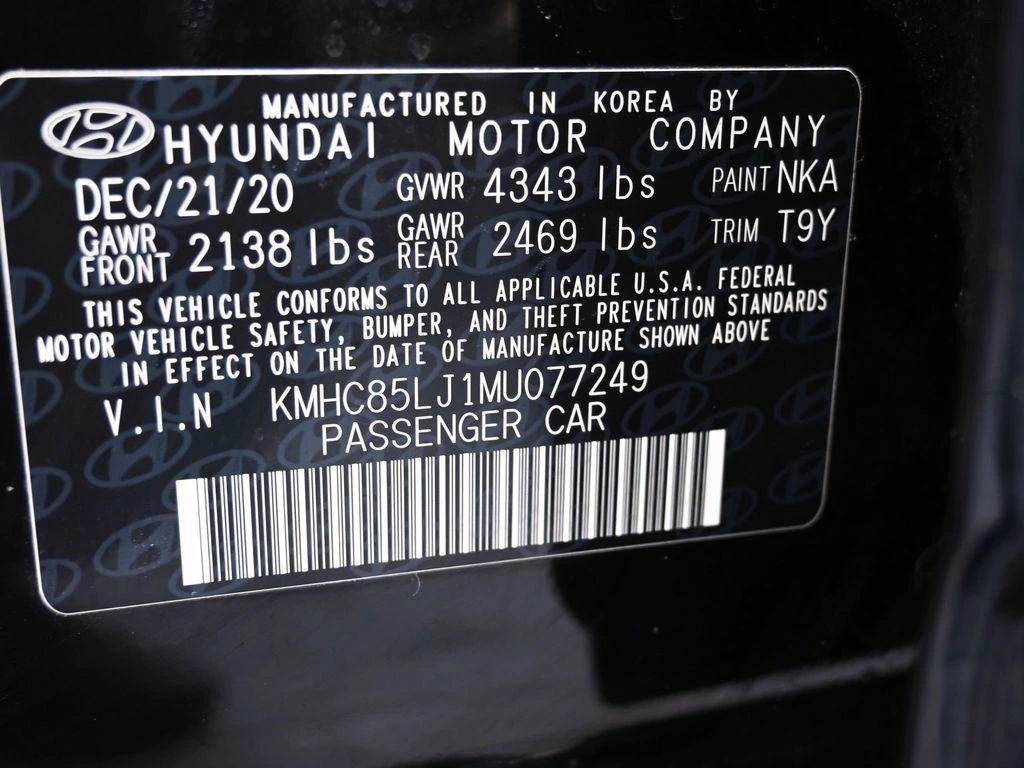 MANUFACTURED IN KOREA BY
HYUNDAI MOTOR COMPANY
DEC/21/20 GVWR 4343 lbs PAINT NKA
GAWR FRONT 2138 lbs GAWR REAR 2469 lbs TRIM T9Y
THIS VEHICLE CONFORMS TO ALL APPLICABLE U.S.A. FEDERAL
MOTOR VEHICLE SAFETY, BUMPER, AND THEFT PREVENTION STANDARDS
IN EFFECT ON THE DATE OF MANUFACTURE SHOWN ABOVE
V.I.N KMHC85LJ1MU077249
PASSENGER CAR